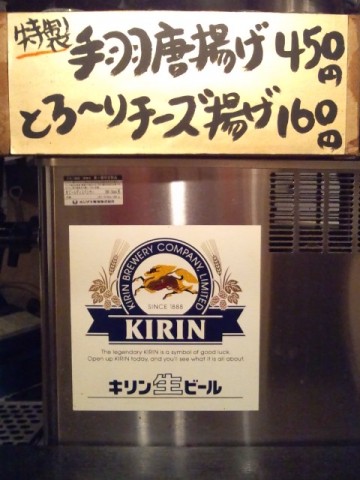 特製 手羽唐揚げ 450円
とろ〜りチーズ揚げ 160円
KIRIN BREWERY COMPANY, LIMITED
SINCE 1888
KIRIN
The legendary KIRIN is a symbol of good luck.
Open up KIRIN today, and you'll see what it is all about.
キリン生ビール